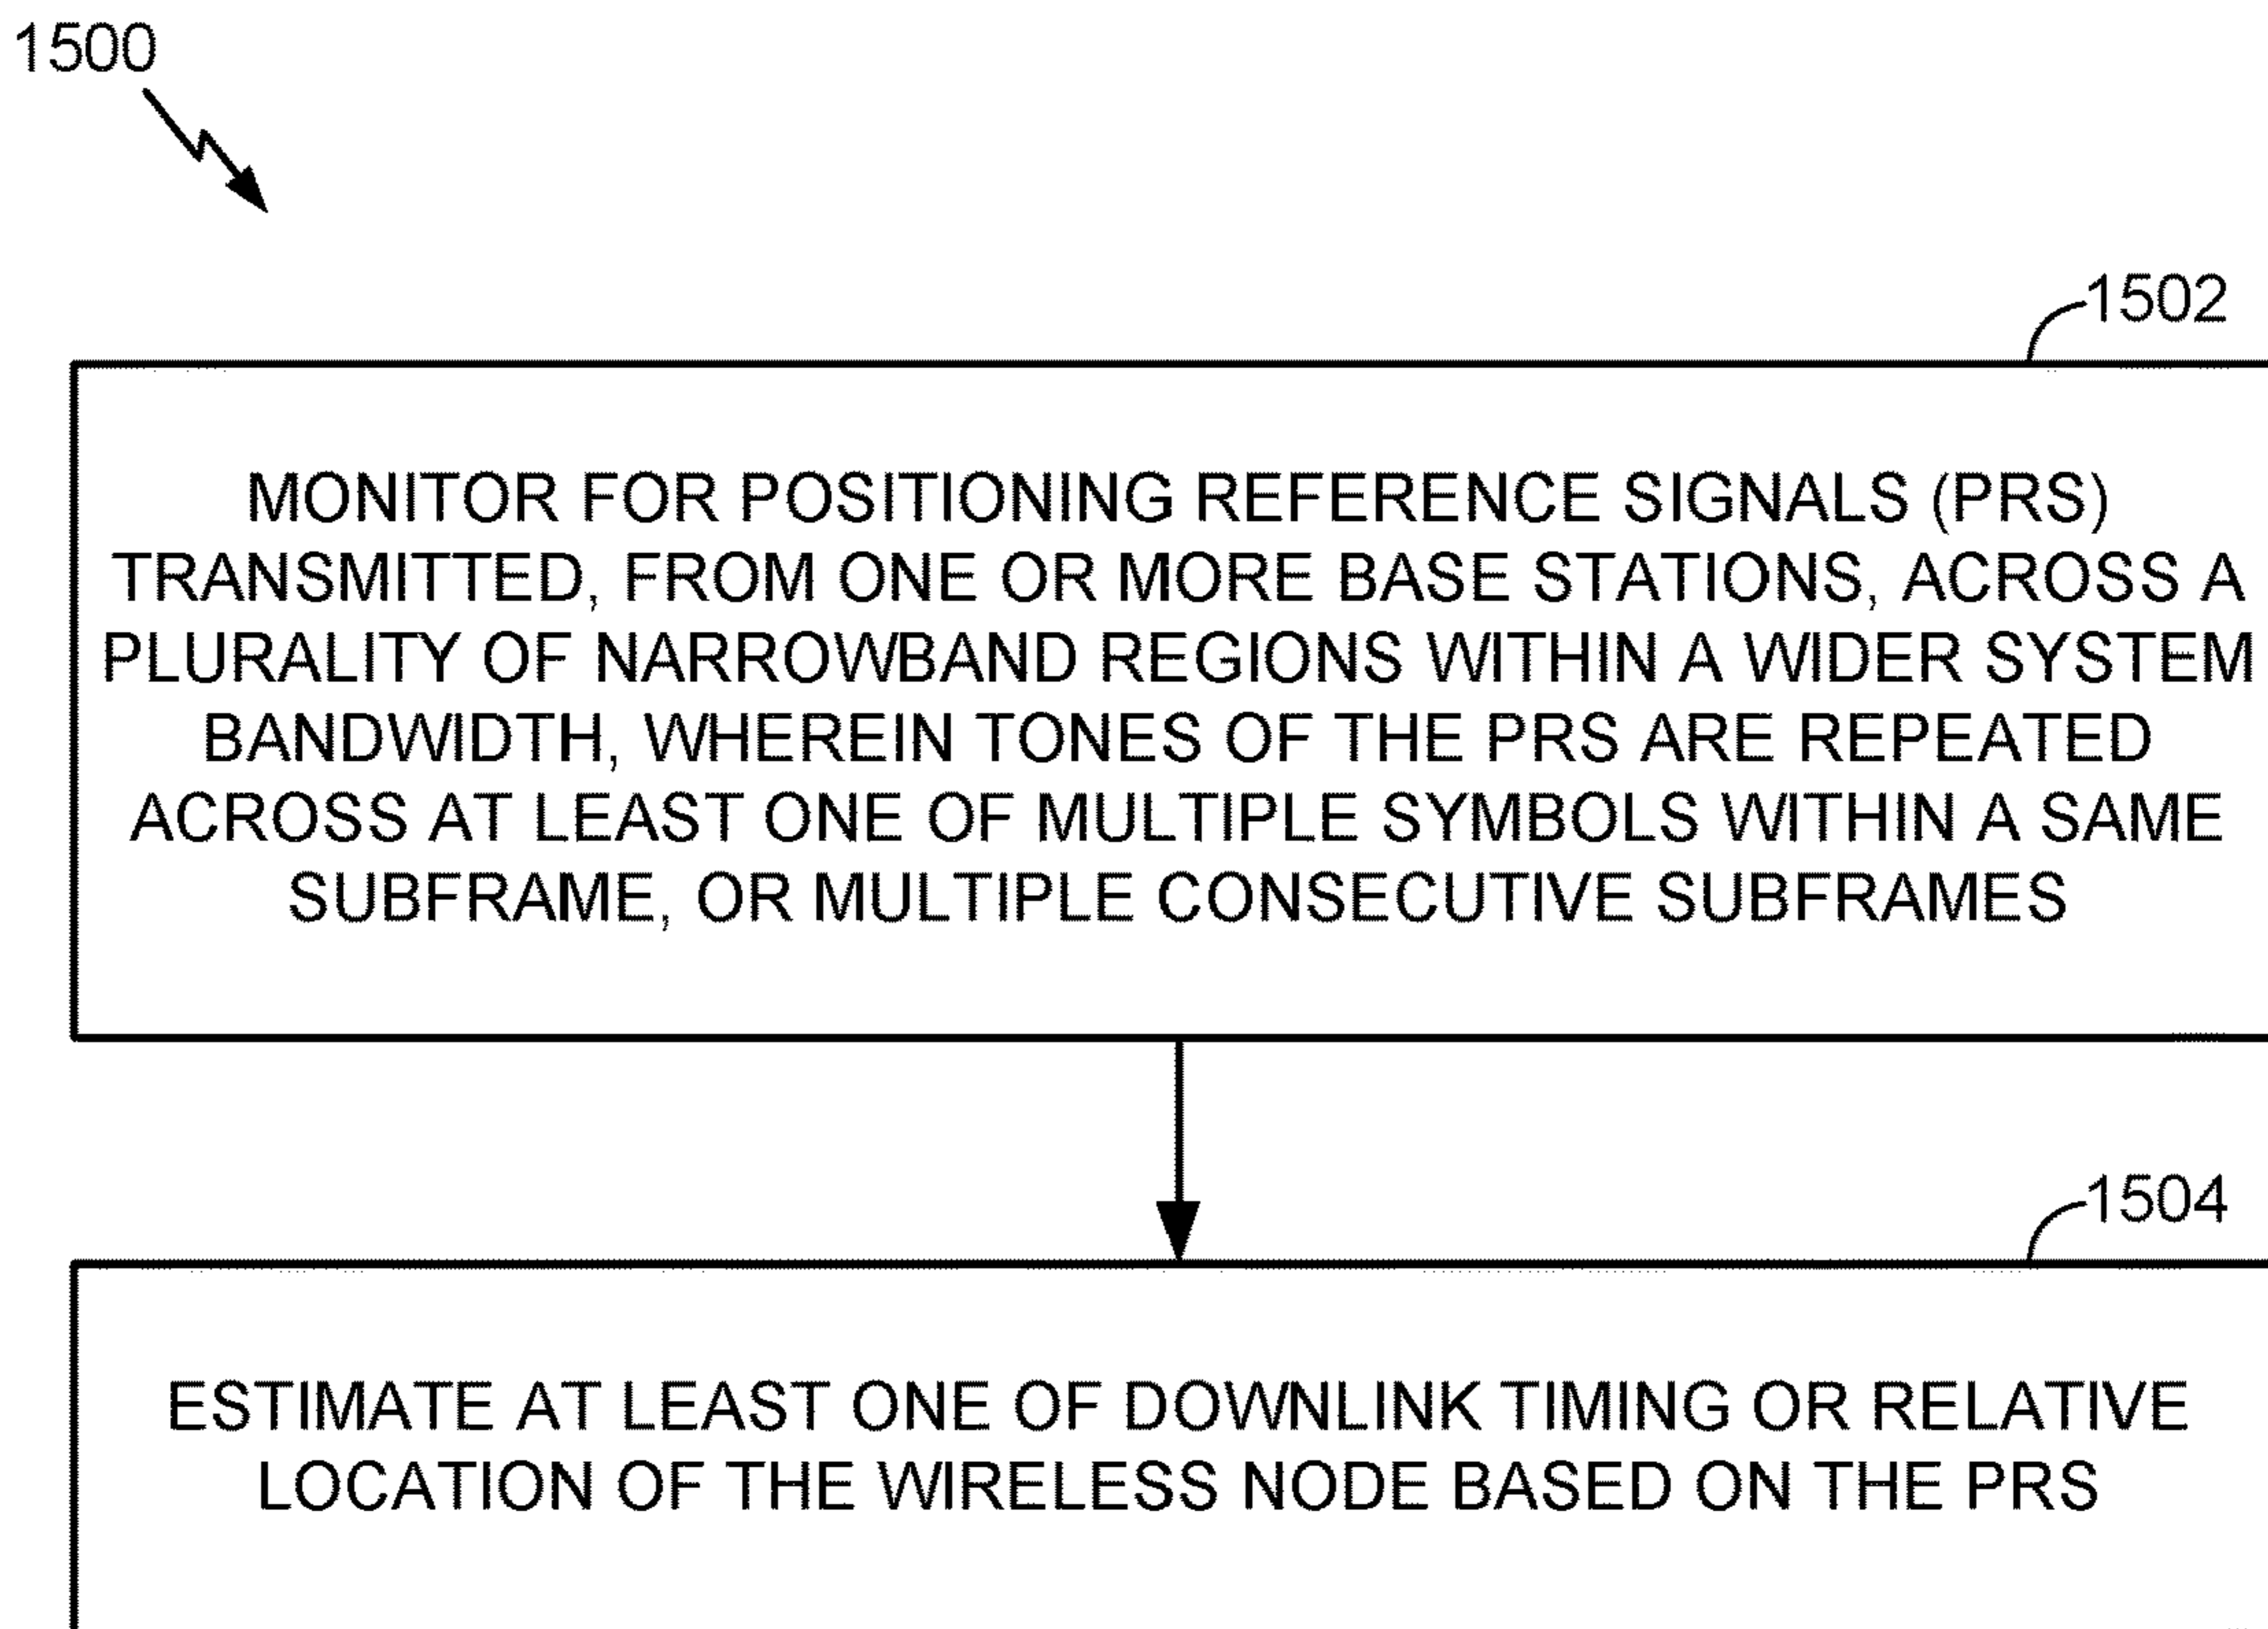 1500
1502
MONITOR FOR POSITIONING REFERENCE SIGNALS (PRS)
TRANSMITTED, FROM ONE OR MORE BASE STATIONS, ACROSS A
PLURALITY OF NARROWBAND REGIONS WITHIN A WIDER SYSTEM
BANDWIDTH, WHEREIN TONES OF THE PRS ARE REPEATED
ACROSS AT LEAST ONE OF MULTIPLE SYMBOLS WITHIN A SAME
SUBFRAME, OR MULTIPLE CONSECUTIVE SUBFRAMES
1504
ESTIMATE AT LEAST ONE OF DOWNLINK TIMING OR RELATIVE
LOCATION OF THE WIRELESS NODE BASED ON THE PRS